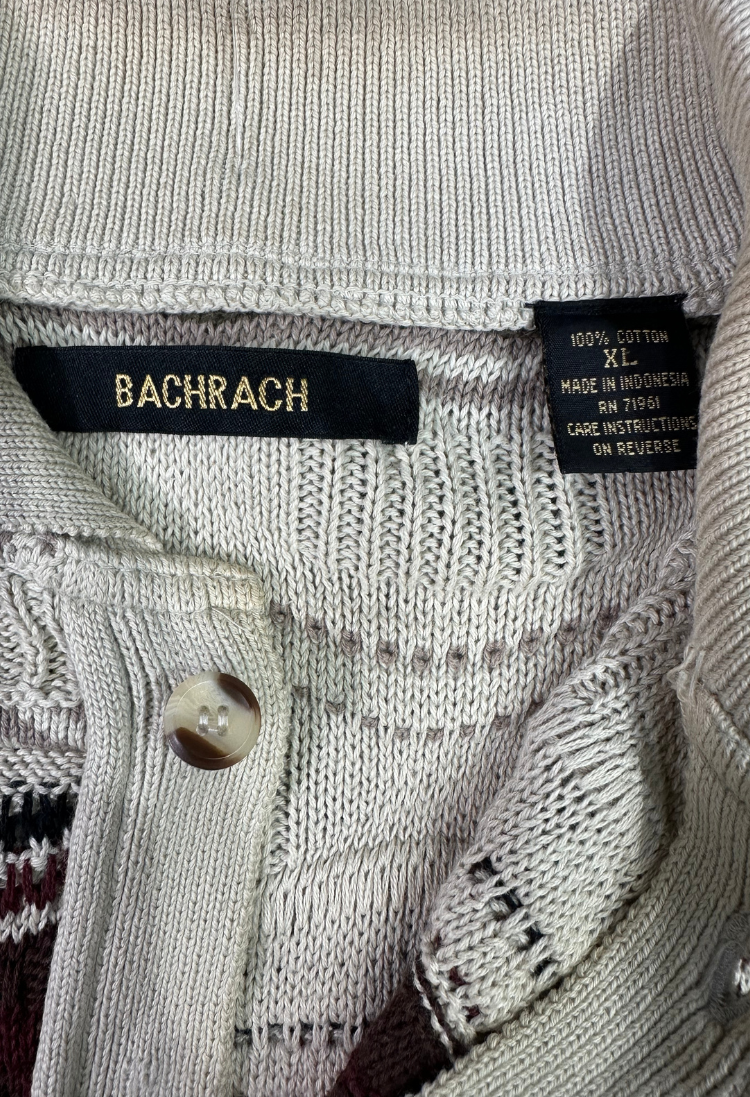 BACHRACH
100% COTTON
XL
MADE IN INDONESIA
RN 71961
CARE INSTRUCTIONS
ON REVERSE